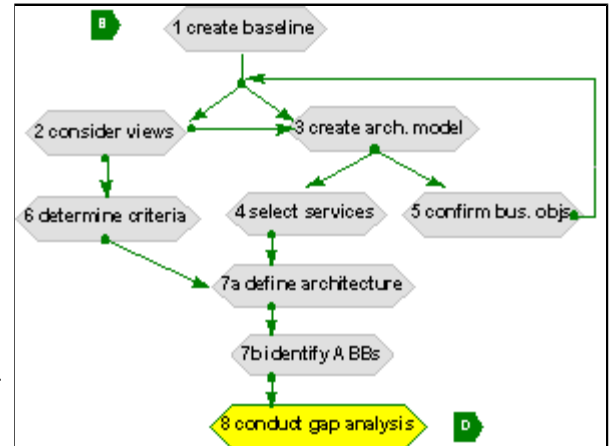 B
1 create baseline
2 consider views
3 create arch. model
6 determine criteria
4 select services
5 confirm bus. objs
7a define architecture
7b identify ABBs
8 conduct gap analysis
D